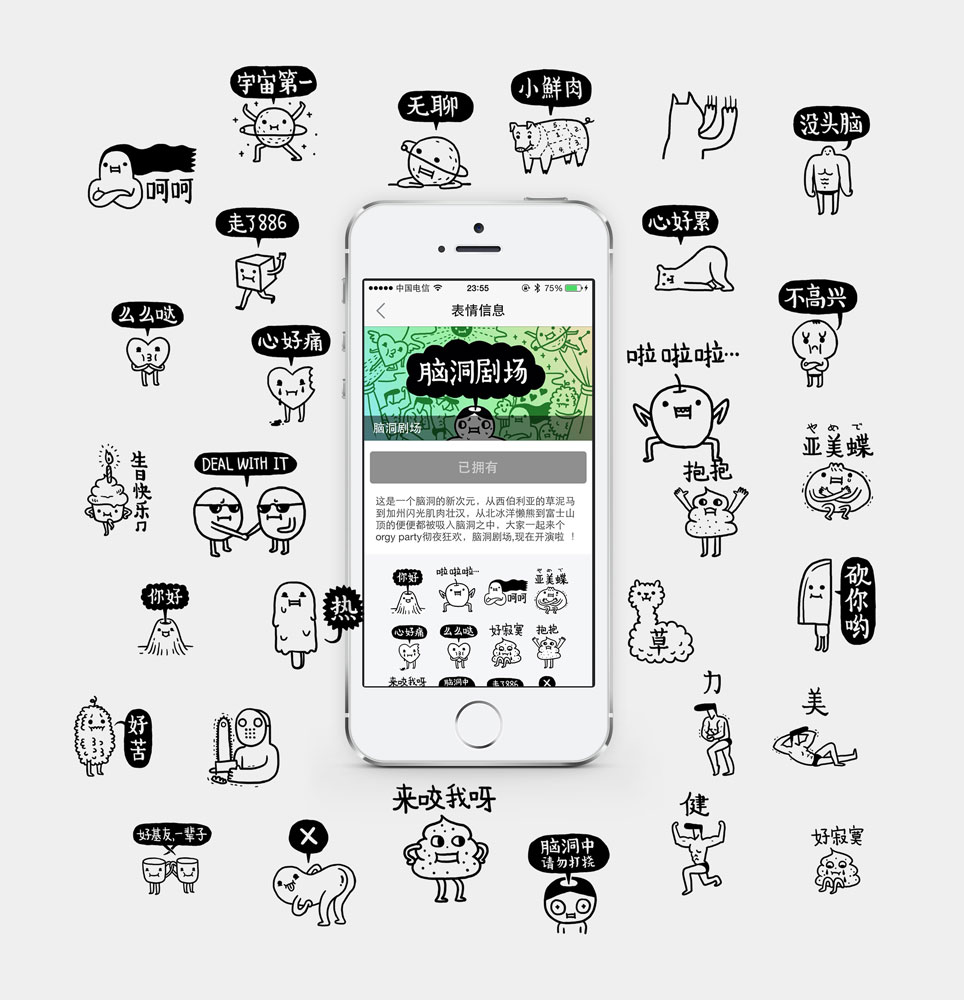 宇宙第一
无聊
小鮮肉
没头脑
呵呵
走了886
心好累
中国电信
23:55
75%
表情信息
不高兴
么么哒
心好痛
脑洞剧场
脑洞剧场
啦啦啦…
已拥有
やめて
亚美蝶
生日快乐
DEAL WITH IT
抱抱
这是一个脑洞的新次元，从西伯利亚的草泥马
到加州闪光肌肉壮汉，从北冰洋懒熊到富士山
顶的便便都被吸入脑洞之中，大家一起来个
orgy party彻夜狂欢，脑洞剧场,现在开演啦 ！
你好
啦啦啦…
呵呵
やめて
亚美蝶
你好
热
草
砍你哟
心好痛
么么哒
好寂寞
抱抱
来咬我呀
脑洞中
走了886
X
好苦
力
美
来咬我呀
健
好基友,一辈子
X
脑洞中
请勿打挠
好寂寞